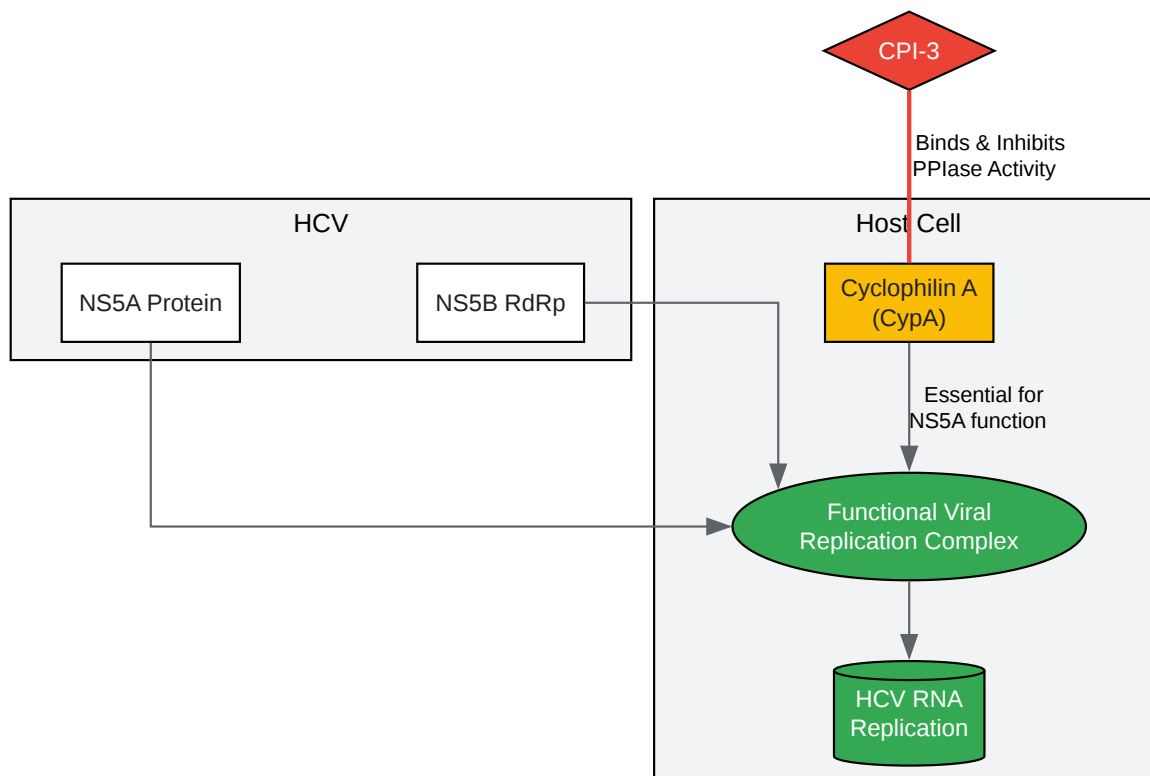 CPI-3
Binds & Inhibits
PPIase Activity
HCV
Host Cell
NS5A Protein
NS5B RdRp
Cyclophilin A
(CypA)
Essential for
NS5A function
Functional Viral
Replication Complex
HCV RNA
Replication